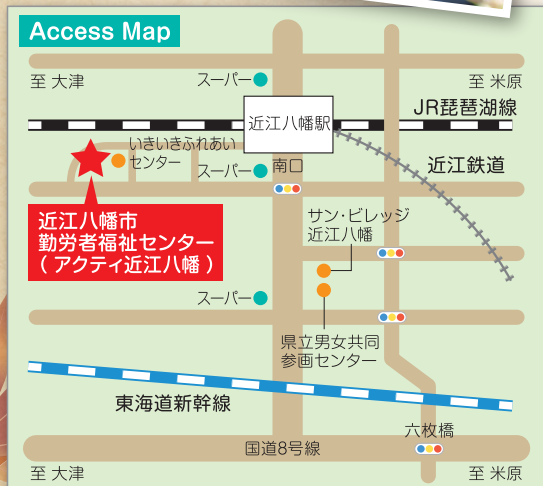 Access Map
至 大津
スーパー
至 米原
近江八幡駅
JR琵琶湖線
いきいきふれあい
センター
スーパー
南口
近江鉄道
近江八幡市
勤労者福祉センター
( アクティ近江八幡 )
サン・ビレッジ
近江八幡
スーパー
県立男女共同
参画センター
東海道新幹線
六枚橋
国道8号線
至 大津
至 米原